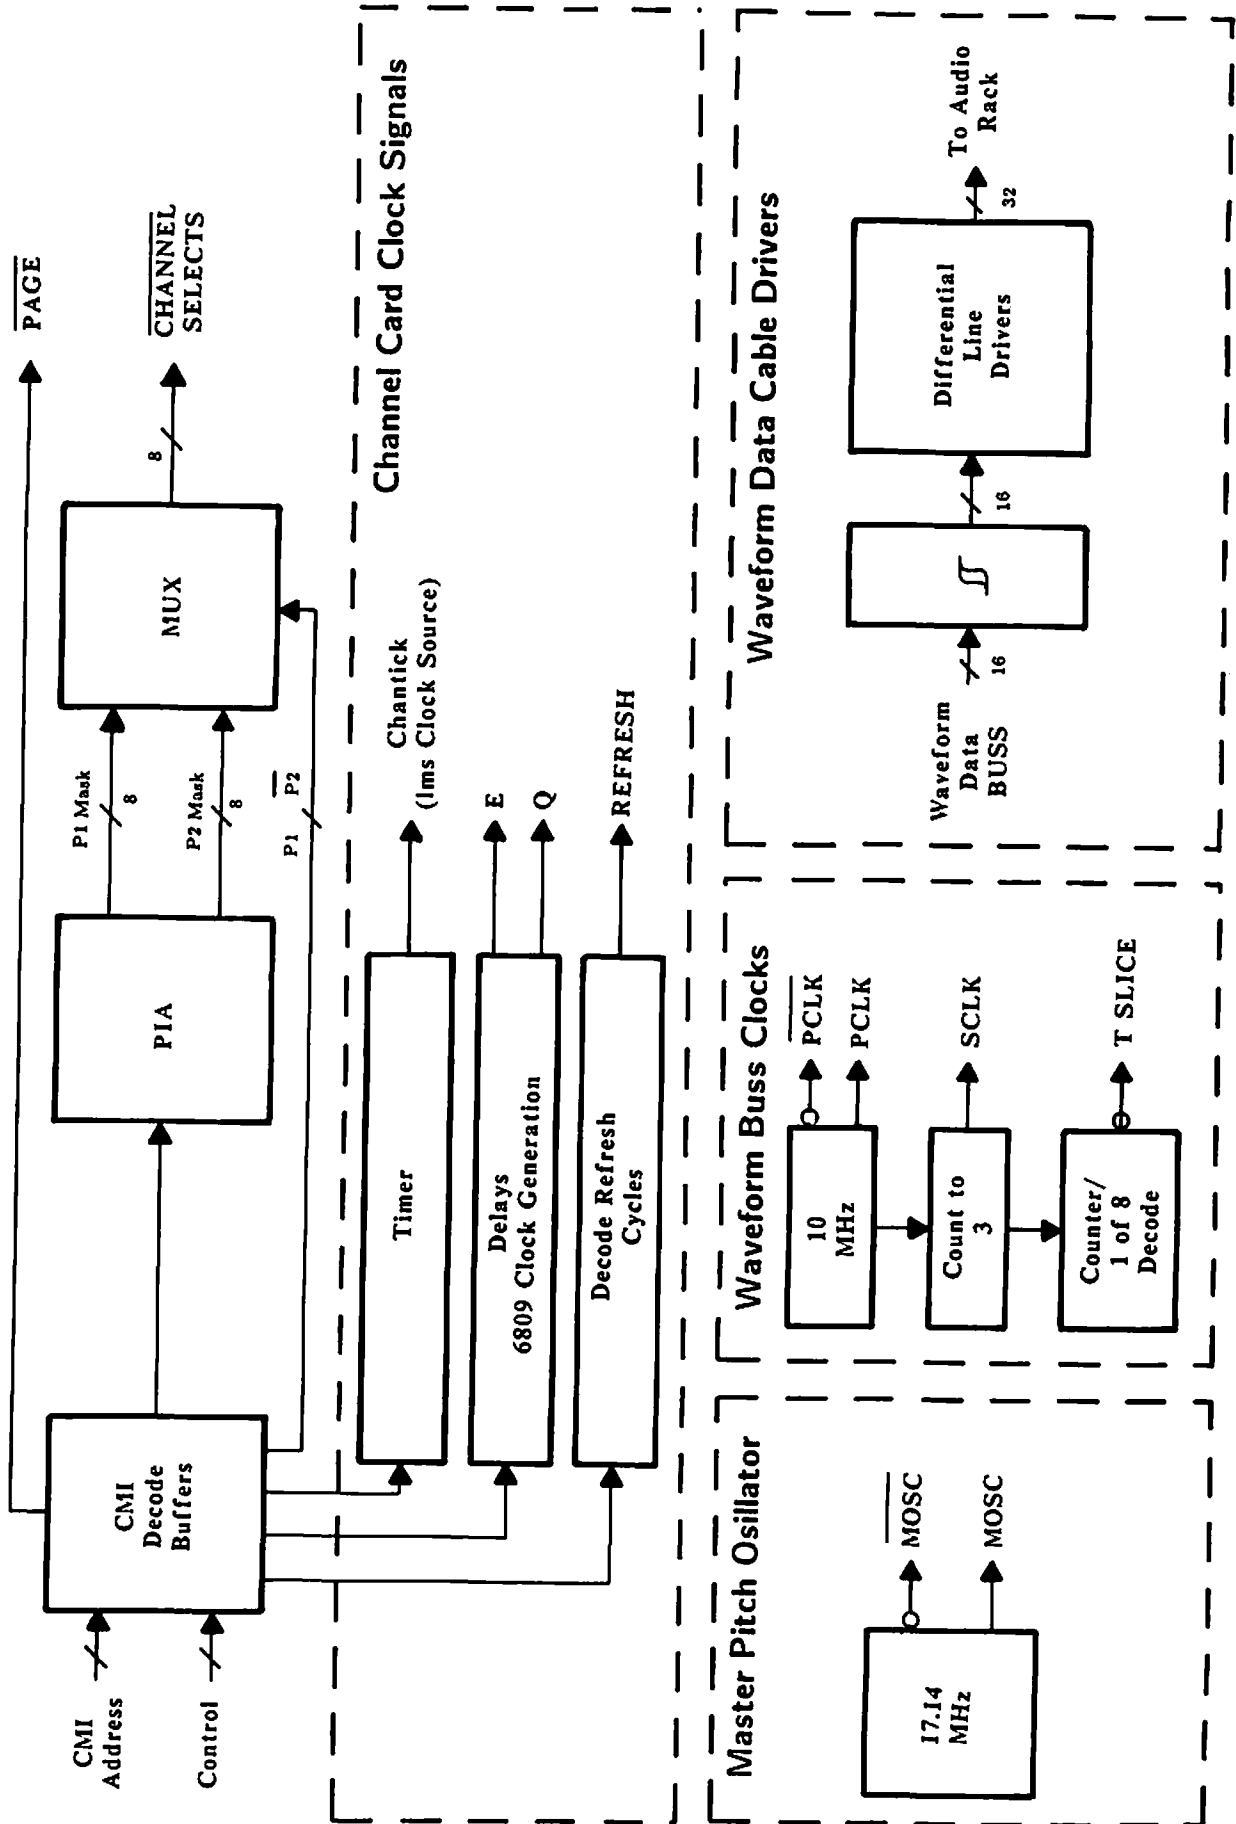 PAGE
CMI
Address
Control
CMI
Decode
Buffers
PIA
P1 Mask
8
P2 Mask
8
P1 P2
MUX
8
CHANNEL
SELECTS
Channel Card Clock Signals
Timer
Chantick
(1ms Clock Source)
Delays
6809 Clock Generation
E
Q
Decode Refresh
Cycles
REFRESH
Master Pitch Osillator
17.14
MHz
MOSC
MOSC
Waveform Buss Clocks
10
MHz
PCLK
PCLK
Count to
3
SCLK
Counter/
1 of 8
Decode
T SLICE
Waveform Data Cable Drivers
Waveform
Data
BUSS
16
16
Differential
Line
Drivers
32
To Audio
Rack